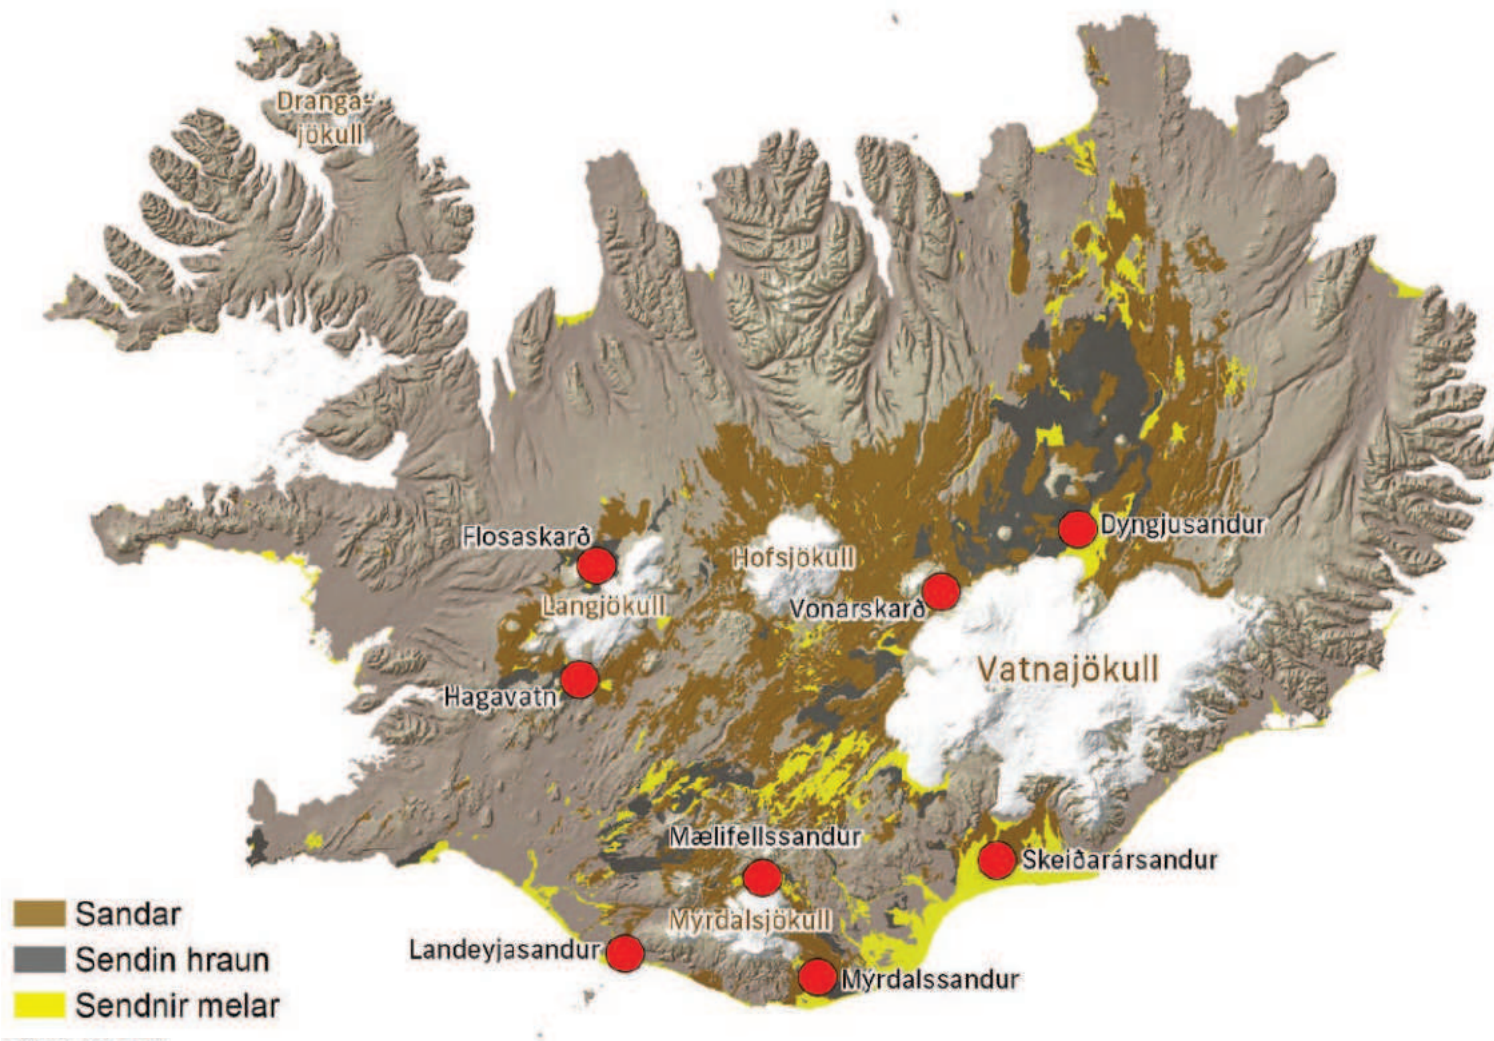 Dranga-
jökull
Flosaskarð
Hofsjökull
Dyngjusandur
Langjökull
Vonarskarð
Vatnajökull
Hagavatn
Mælifellssandur
Skeiðarársandur
Mýrdalsjökull
Landeyjasandur
Mýrdalssandur
Sandar
Sendin hraun
Sendnir melar